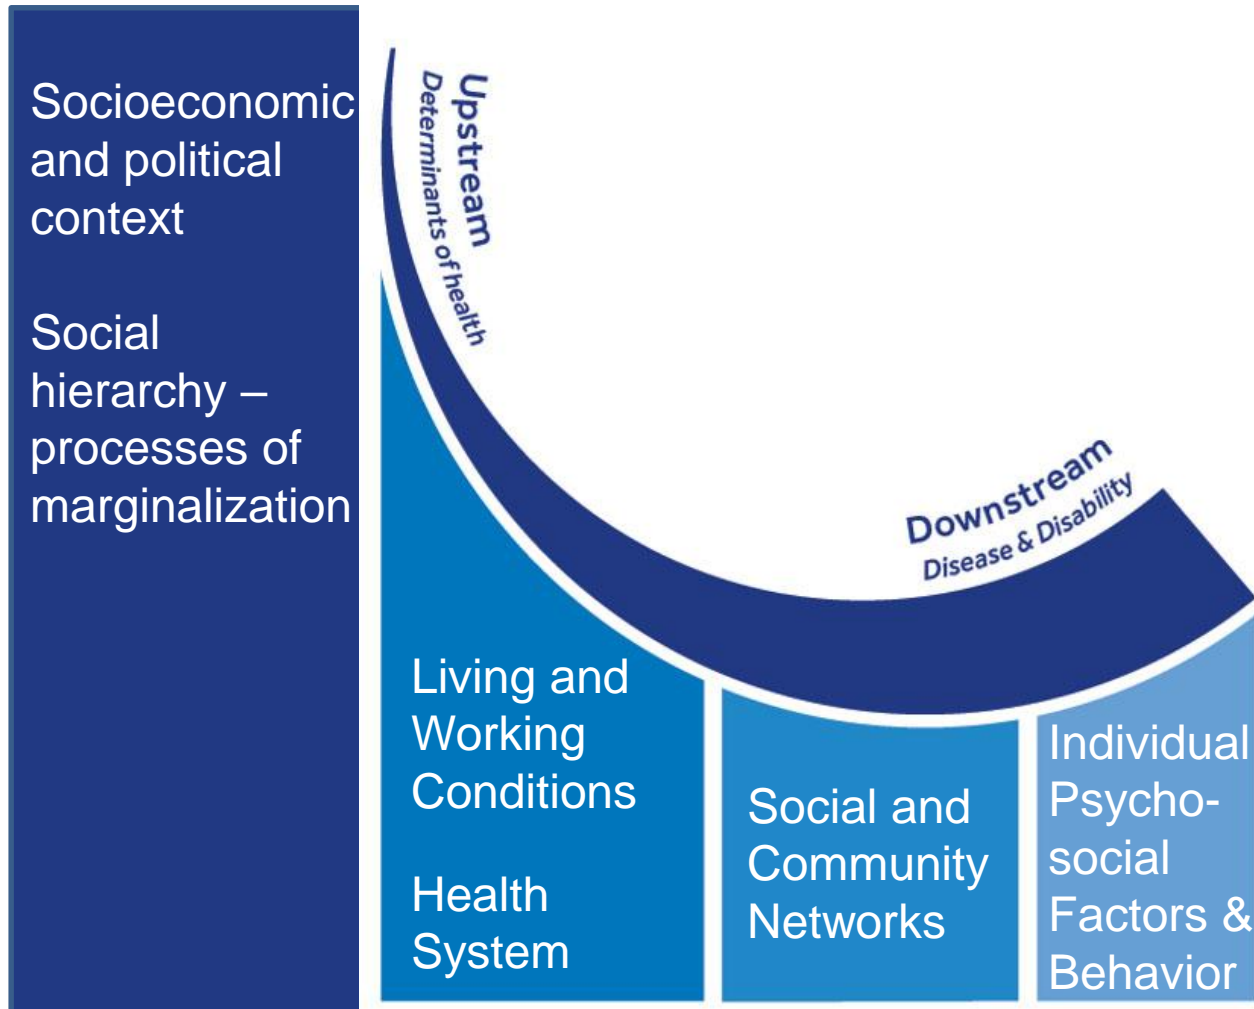 Socioeconomic
and political
context
Social
hierarchy –
processes of
marginalization
Upstream
Determinants of health
Downstream
Disease & Disability
Living and
Working
Conditions
Health
System
Social and
Community
Networks
Individual
Psycho-
social
Factors &
Behavior